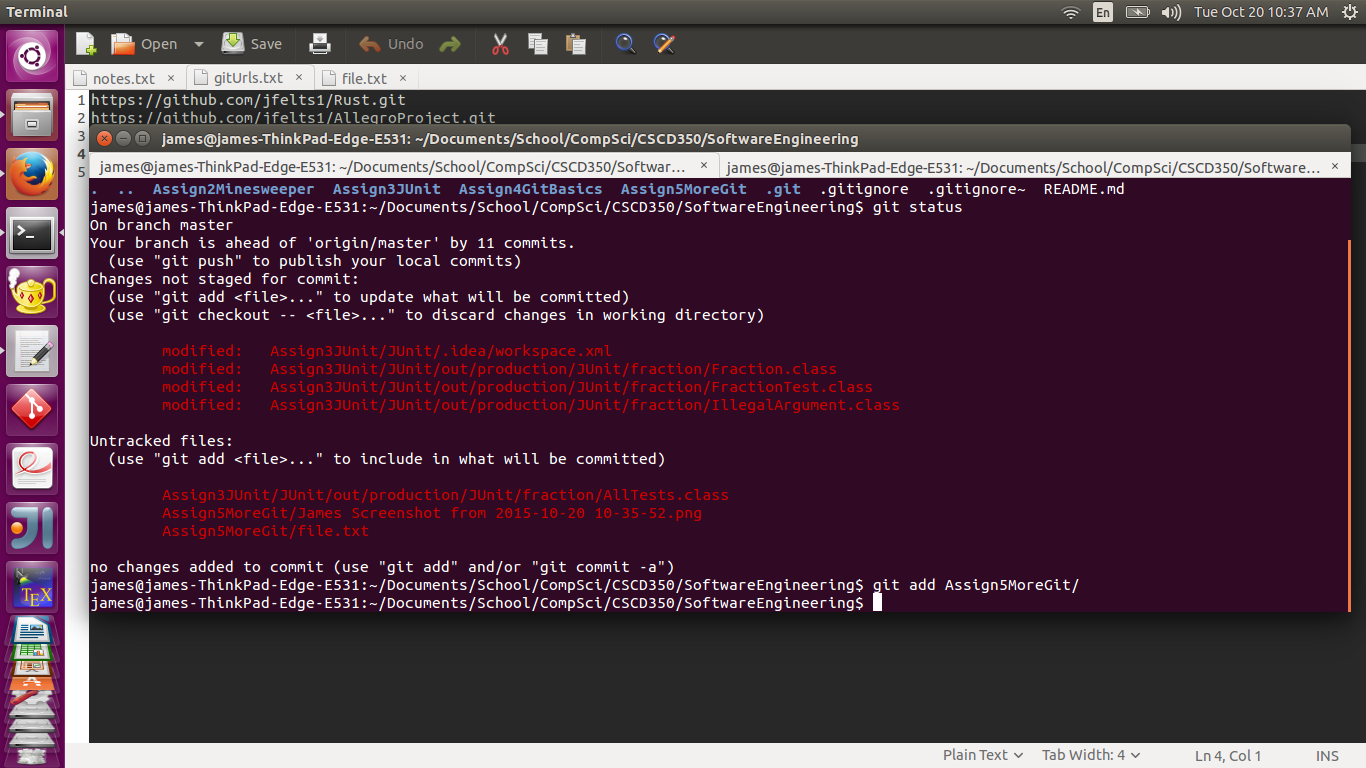 Terminal
En
Tue Oct 20 10:37 AM
Open
Save
Undo
notes.txt ×
gitUrls.txt ×
file.txt ×
1 https://github.com/jfelts1/Rust.git
2 https://github.com/jfelts1/AllegroProject.git
3
4
5
james@james-ThinkPad-Edge-E531: ~/Documents/School/CompSci/CSCD350/SoftwareEngineering
james@james-ThinkPad-Edge-E531: ~/Documents/School/CompSci/CSCD350/Softwar... ×
james@james-ThinkPad-Edge-E531: ~/Documents/School/CompSci/CSCD350/Software... ×
.  ..  Assign2Minesweeper  Assign3JUnit  Assign4GitBasics  Assign5MoreGit  .git  .gitignore  .gitignore~  README.md
james@james-ThinkPad-Edge-E531:~/Documents/School/CompSci/CSCD350/SoftwareEngineering$ git status
On branch master
Your branch is ahead of 'origin/master' by 11 commits.
  (use "git push" to publish your local commits)
Changes not staged for commit:
  (use "git add <file>..." to update what will be committed)
  (use "git checkout -- <file>..." to discard changes in working directory)
        modified:   Assign3JUnit/JUnit/.idea/workspace.xml
        modified:   Assign3JUnit/JUnit/out/production/JUnit/fraction/Fraction.class
        modified:   Assign3JUnit/JUnit/out/production/JUnit/fraction/FractionTest.class
        modified:   Assign3JUnit/JUnit/out/production/JUnit/fraction/IllegalArgument.class
Untracked files:
  (use "git add <file>..." to include in what will be committed)
        Assign3JUnit/JUnit/out/production/JUnit/fraction/AllTests.class
        Assign5MoreGit/James Screenshot from 2015-10-20 10-35-52.png
        Assign5MoreGit/file.txt
no changes added to commit (use "git add" and/or "git commit -a")
james@james-ThinkPad-Edge-E531:~/Documents/School/CompSci/CSCD350/SoftwareEngineering$ git add Assign5MoreGit/
james@james-ThinkPad-Edge-E531:~/Documents/School/CompSci/CSCD350/SoftwareEngineering$
JI
TEX
Plain Text
Tab Width: 4
Ln 4, Col 1
INS